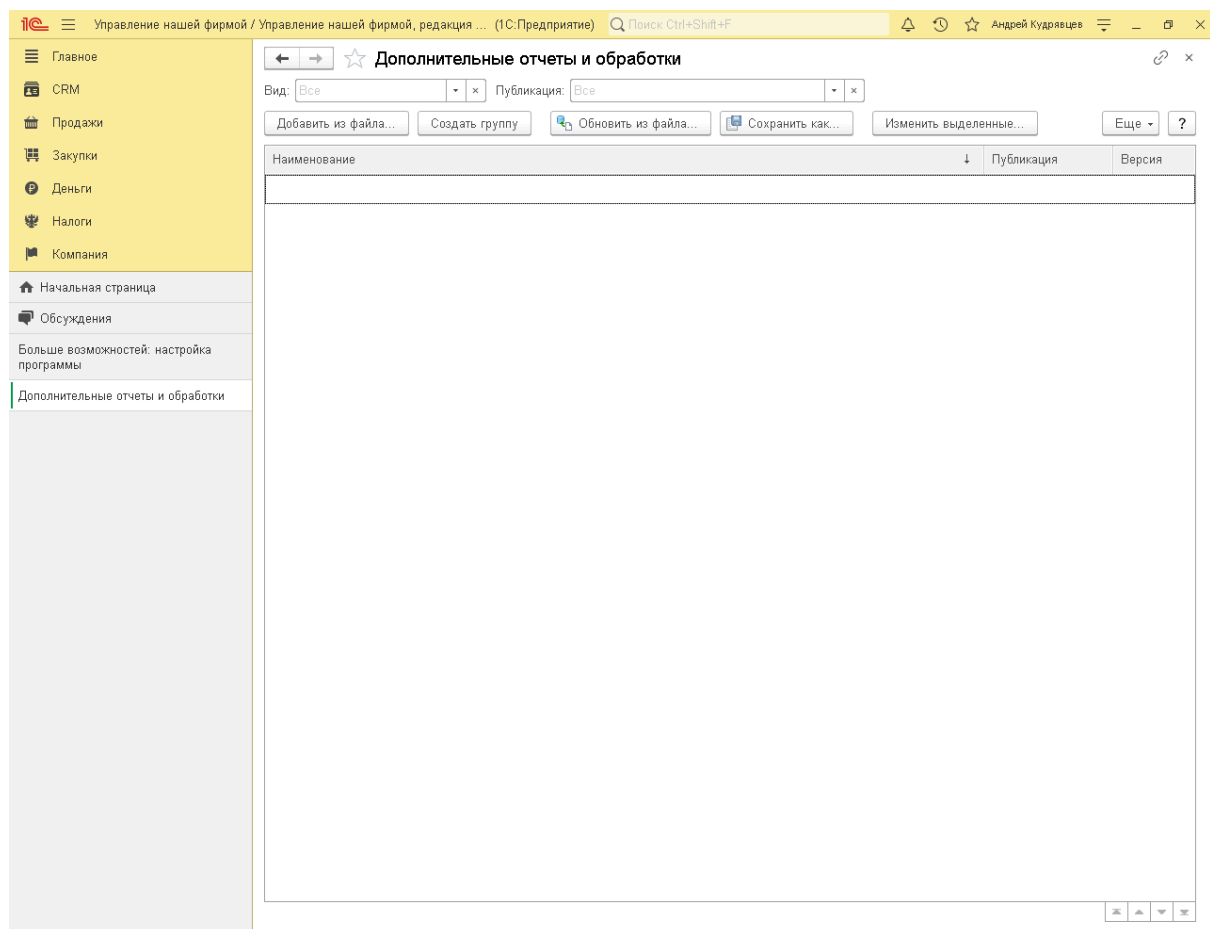 1С Управление нашей фирмой / Управление нашей фирмой, редакция ... (1С:Предприятие) Поиск Ctrl+Shift+F Андрей Кудрявцев
Главное
CRM
Продажи
Закупки
Деньги
Налоги
Компания
Начальная страница
Обсуждения
Больше возможностей: настройка
программы
Дополнительные отчеты и обработки
Дополнительные отчеты и обработки
Вид: Все Публикация: Все
Добавить из файла... Создать группу Обновить из файла... Сохранить как... Изменить выделенные... Еще ?
Наименование Публикация Версия